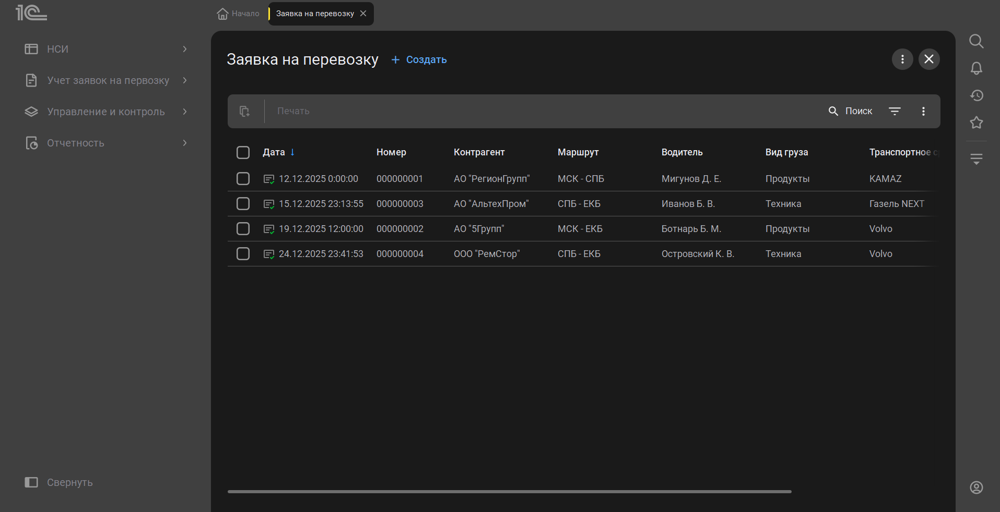 1С
Начало
Заявка на перевозку
НСИ
Учет заявок на первозку
Управление и контроль
Отчетность
Свернуть
Заявка на перевозку
Создать
Печать
Поиск
Дата Номер Контрагент Маршрут Водитель Вид груза Транспортное
12.12.2025 0:00:00 000000001 АО "РегионГрупп" МСК - СПБ Мигунов Д. Е. Продукты KAMAZ
15.12.2025 23:13:55 000000003 АО "АльтехПром" СПБ - ЕКБ Иванов Б. В. Техника Газель NEXT
19.12.2025 12:00:00 000000002 АО "5Групп" МСК - ЕКБ Ботнарь Б. М. Продукты Volvo
24.12.2025 23:41:53 000000004 ООО "РемСтор" СПБ - ЕКБ Островский К. В. Техника Volvo